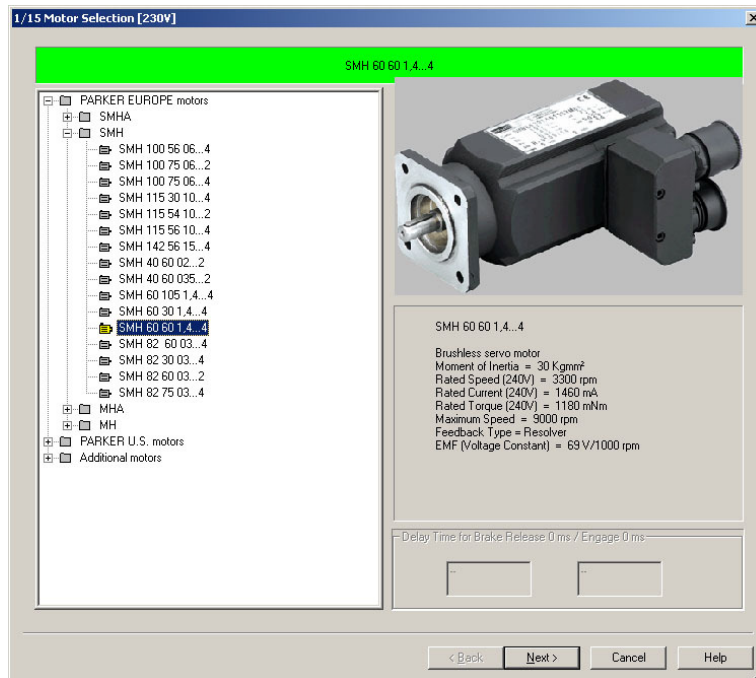 1/15 Motor Selection [230V]
SMH 60 60 1,4...4
PARKER EUROPE motors
SMHA
SMH
SMH 100 56 06...4
SMH 100 75 06...2
SMH 100 75 06...4
SMH 115 30 10...4
SMH 115 54 10...2
SMH 115 56 10...4
SMH 142 56 15...4
SMH 40 60 02...2
SMH 40 60 035...2
SMH 60 105 1,4...4
SMH 60 30 1,4...4
SMH 60 60 1,4...4
SMH 82  60 03...4
SMH 82 30 03...4
SMH 82 60 03...2
SMH 82 75 03...4
MHA
MH
PARKER U.S. motors
Additional motors
SMH 60 60 1,4...4
Brushless servo motor
Moment of Inertia = 30 Kgmm²
Rated Speed (240V) = 3300 rpm
Rated Current (240V) = 1460 mA
Rated Torque (240V) = 1180 mNm
Maximum Speed = 9000 rpm
Feedback Type = Resolver
EMF (Voltage Constant) = 69 V/1000 rpm
Delay Time for Brake Release 0 ms / Engage 0 ms
-- --
< Back Next > Cancel Help